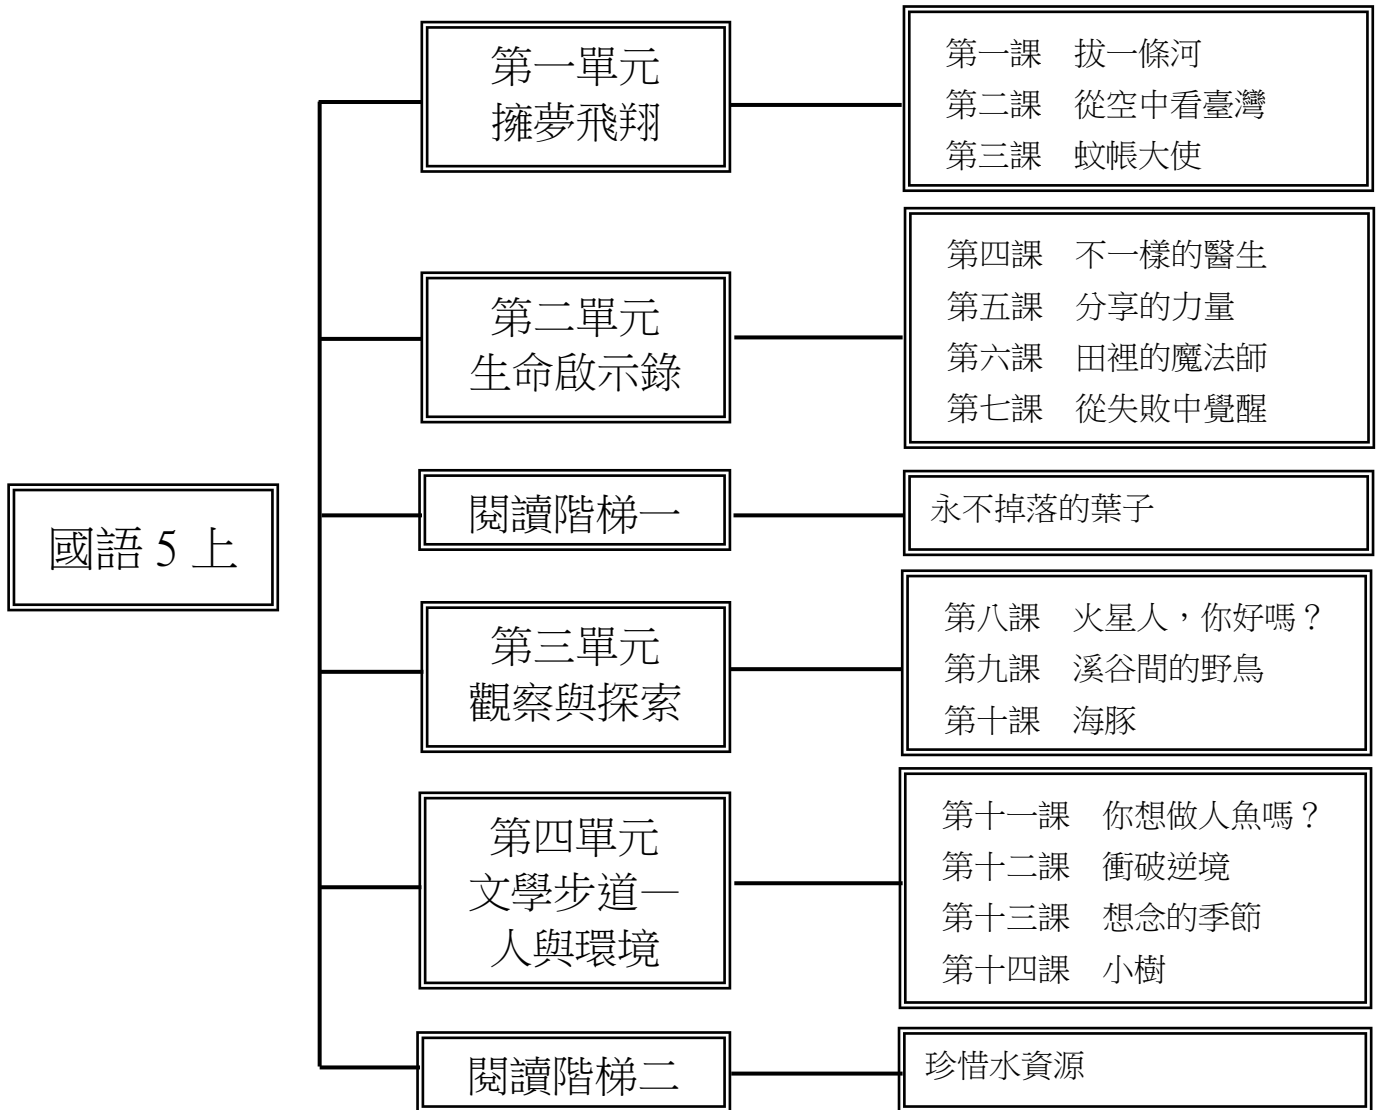 國語 5 上
第一單元
擁夢飛翔
第一課　拔一條河
第二課　從空中看臺灣
第三課　蚊帳大使
第二單元
生命啟示錄
第四課　不一樣的醫生
第五課　分享的力量
第六課　田裡的魔法師
第七課　從失敗中覺醒
閱讀階梯一
永不掉落的葉子
第三單元
觀察與探索
第八課　火星人，你好嗎？
第九課　溪谷間的野鳥
第十課　海豚
第四單元
文學步道—
人與環境
第十一課　你想做人魚嗎？
第十二課　衝破逆境
第十三課　想念的季節
第十四課　小樹
閱讀階梯二
珍惜水資源